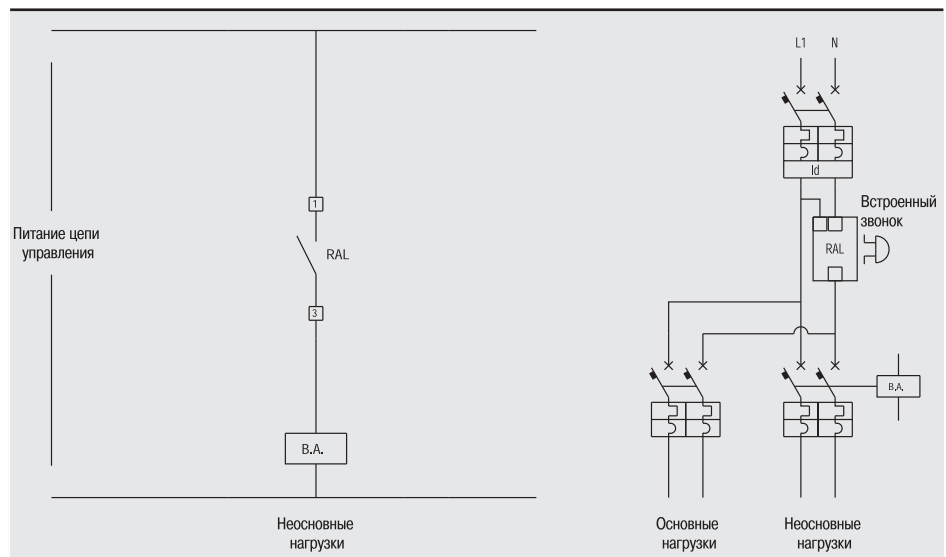 Питание цепи
управления
1
RAL
3
B.A.
Неосновные
нагрузки
L1 N
Id
Встроенный
звонок
RAL
B.A.
Основные
нагрузки
Неосновные
нагрузки